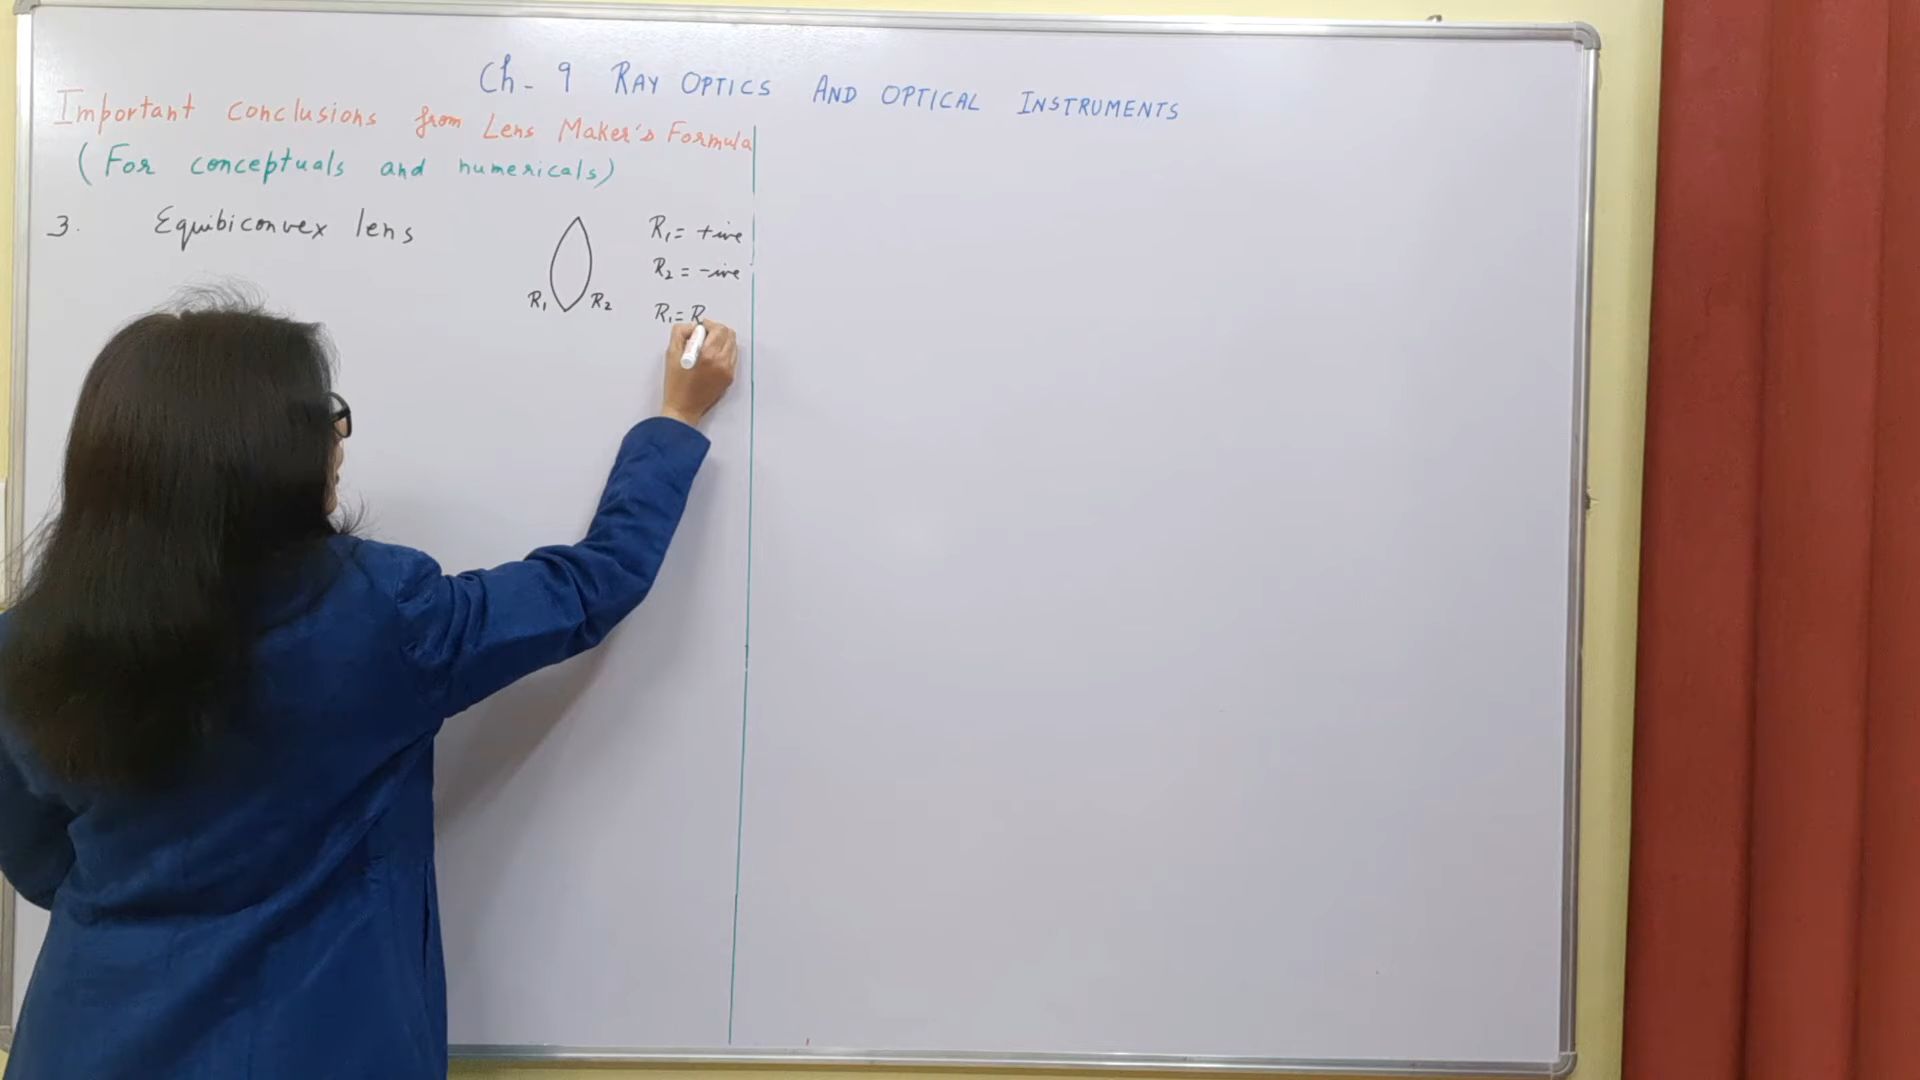 Ch - 9 RAY OPTICS AND OPTICAL INSTRUMENTS
Important conclusions from Lens Maker's Formula
(For conceptuals and numericals)
3. Equibiconvex lens
R₁ = +ive
R₂ = -ive
R₁ R₂
R₁ = R